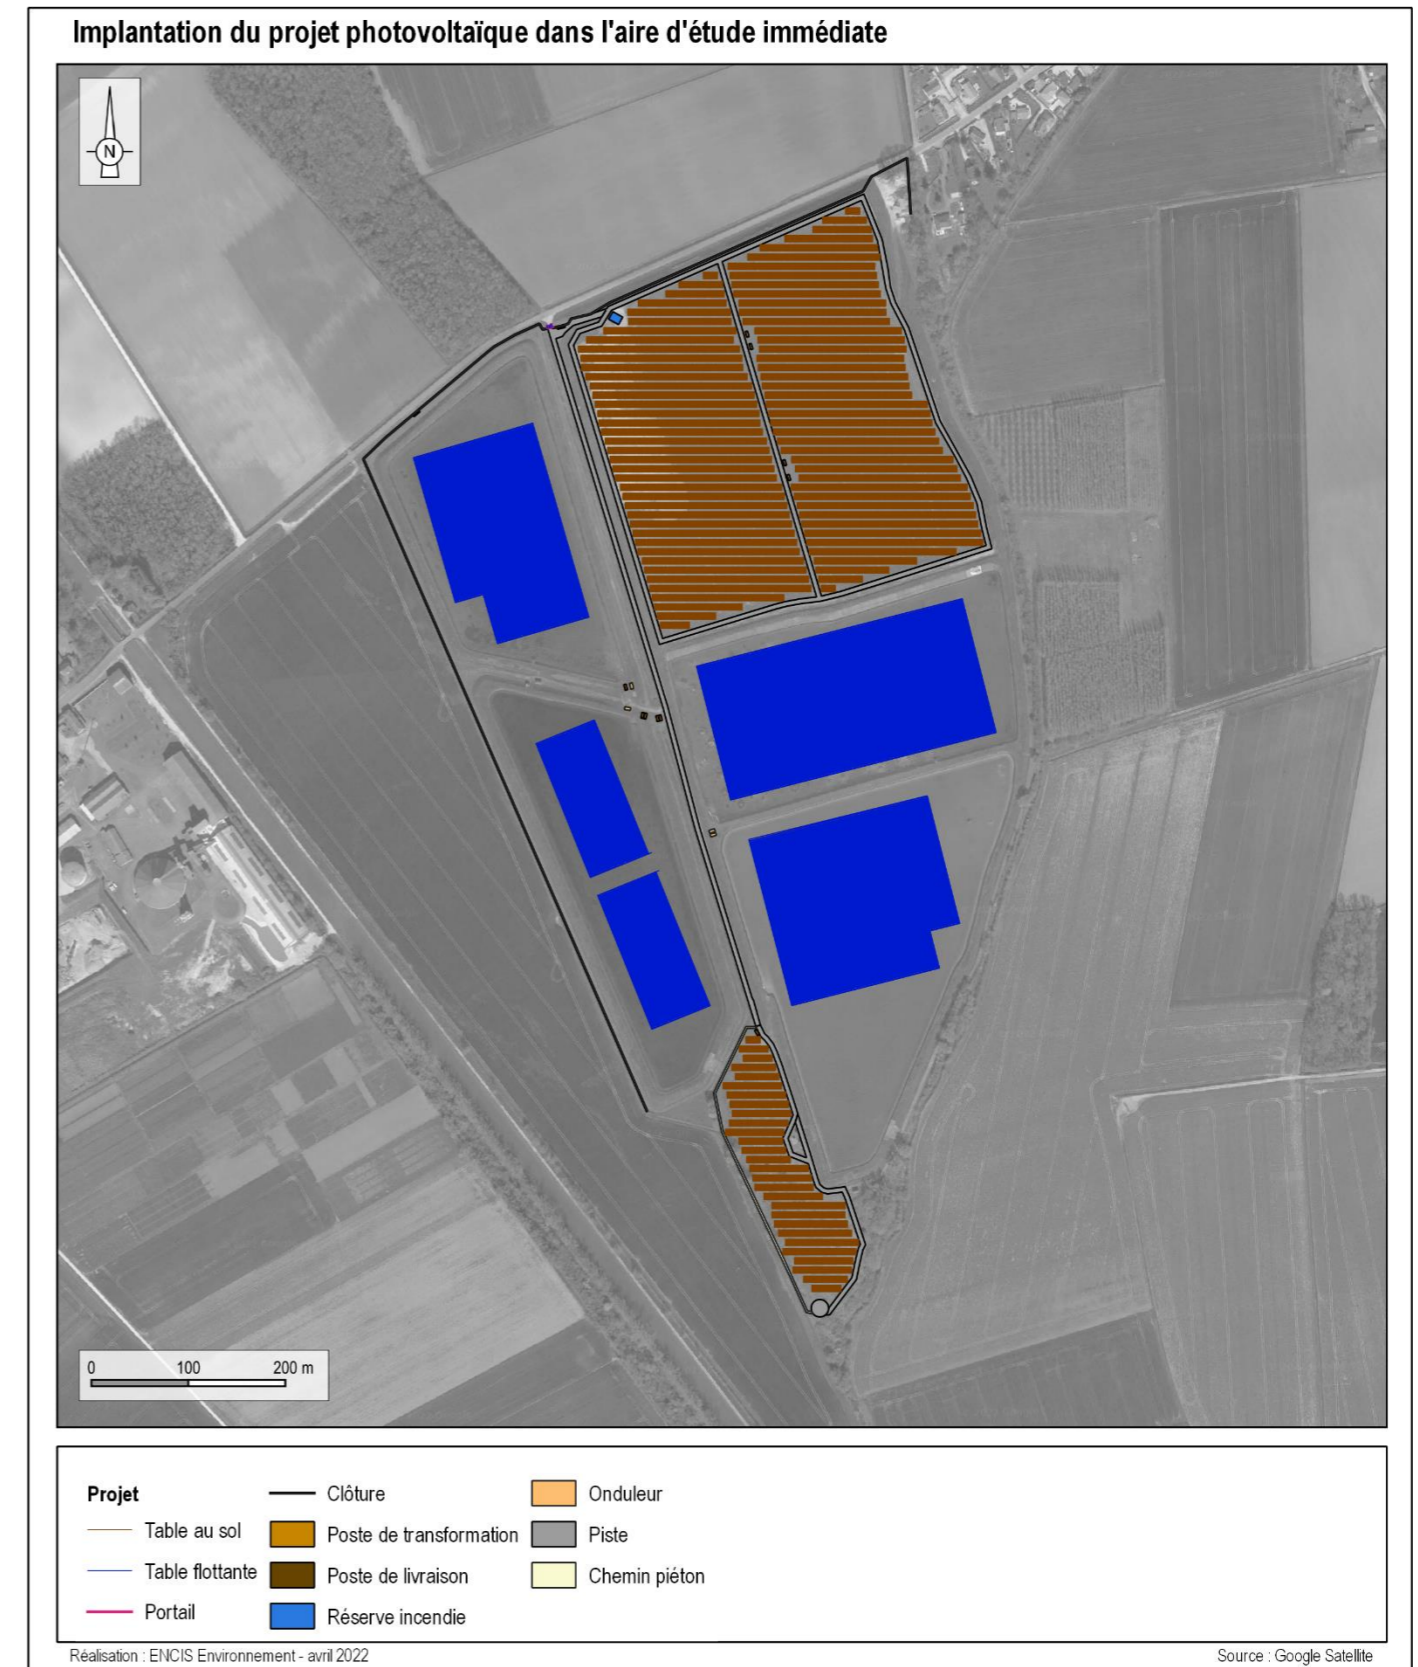 Implantation du projet photovoltaïque dans l'aire d'étude immédiate
N
0 100 200 m
Projet
Table au sol
Table flottante
Portail
Clôture
Poste de transformation
Poste de livraison
Réserve incendie
Onduleur
Piste
Chemin piéton
Réalisation : ENCIS Environnement - avril 2022
Source : Google Satellite